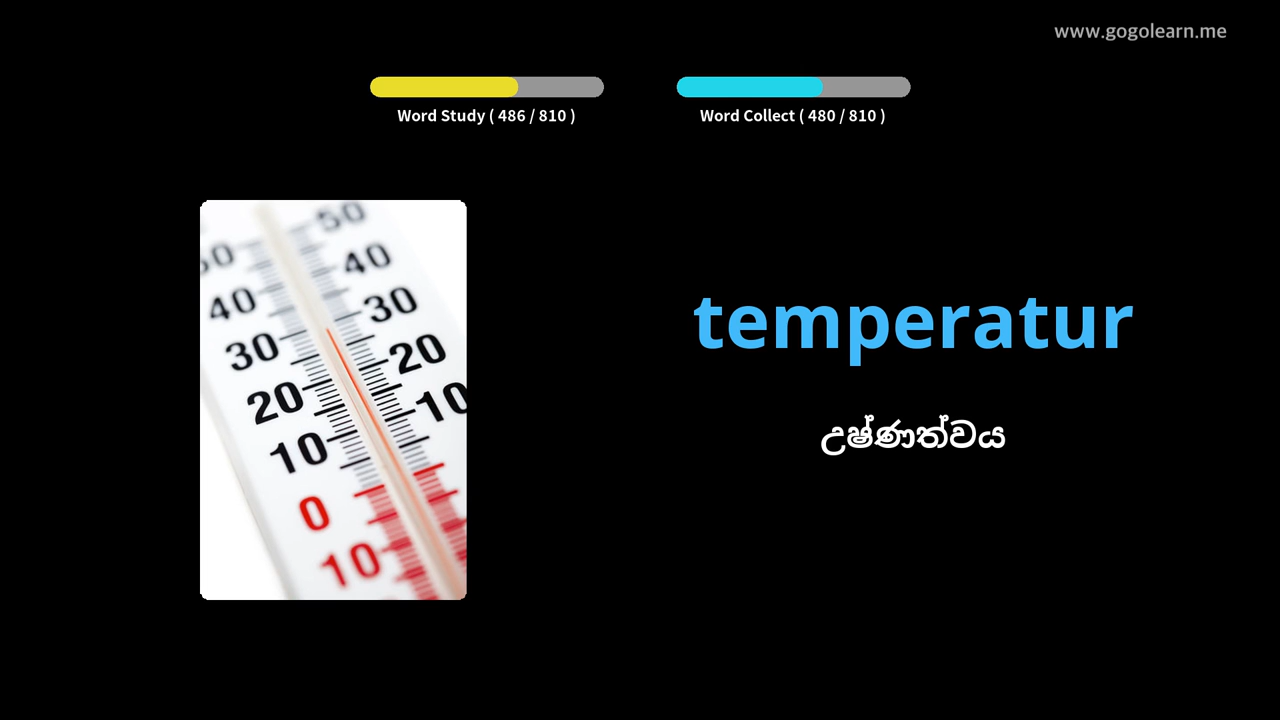 www.gogolearn.me
Word Study ( 486 / 810 )
Word Collect ( 480 / 810 )
50
50
40
40
30
30
20
20
10
10
0
10
temperatur
උෂ්ණත්වය